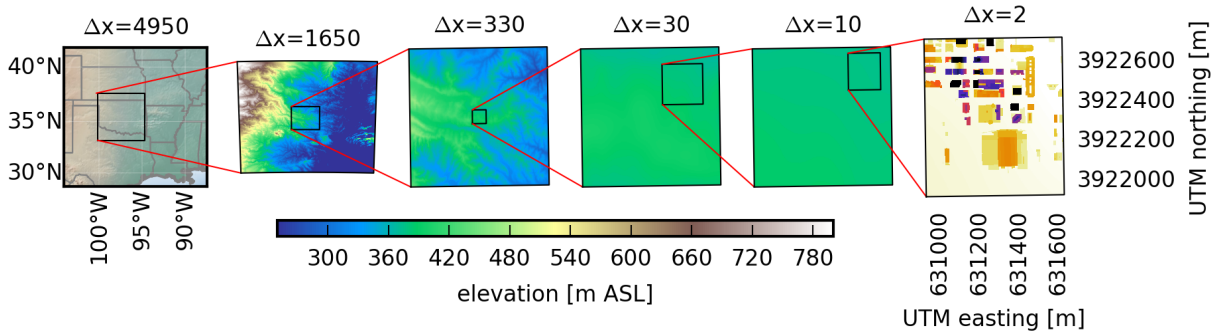 Δx=4950
Δx=1650
Δx=330
Δx=30
Δx=10
Δx=2
40°N
35°N
30°N
100°W
95°W
90°W
3922600
3922400
3922200
3922000
UTM northing [m]
631000
631200
631400
631600
UTM easting [m]
300 360 420 480 540 600 660 720 780
elevation [m ASL]